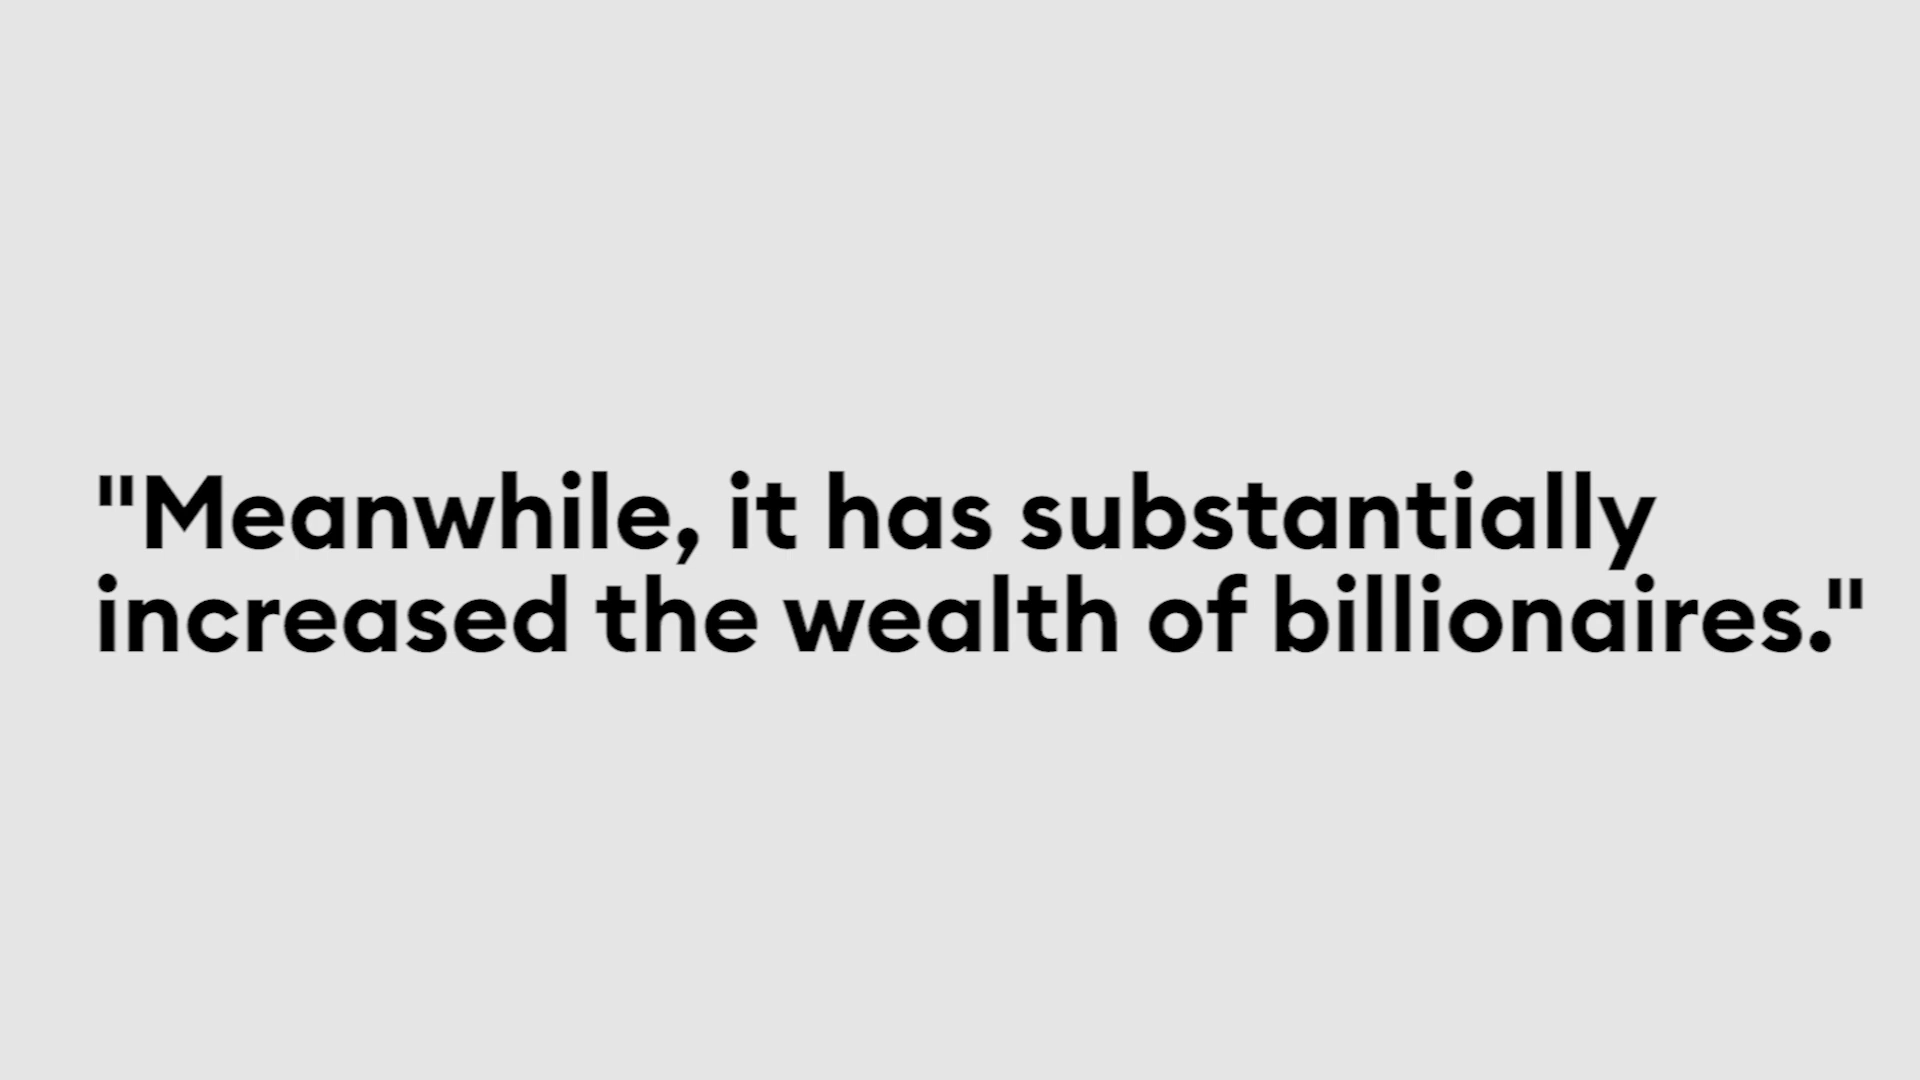 "Meanwhile, it has substantially
increased the wealth of billionaires."